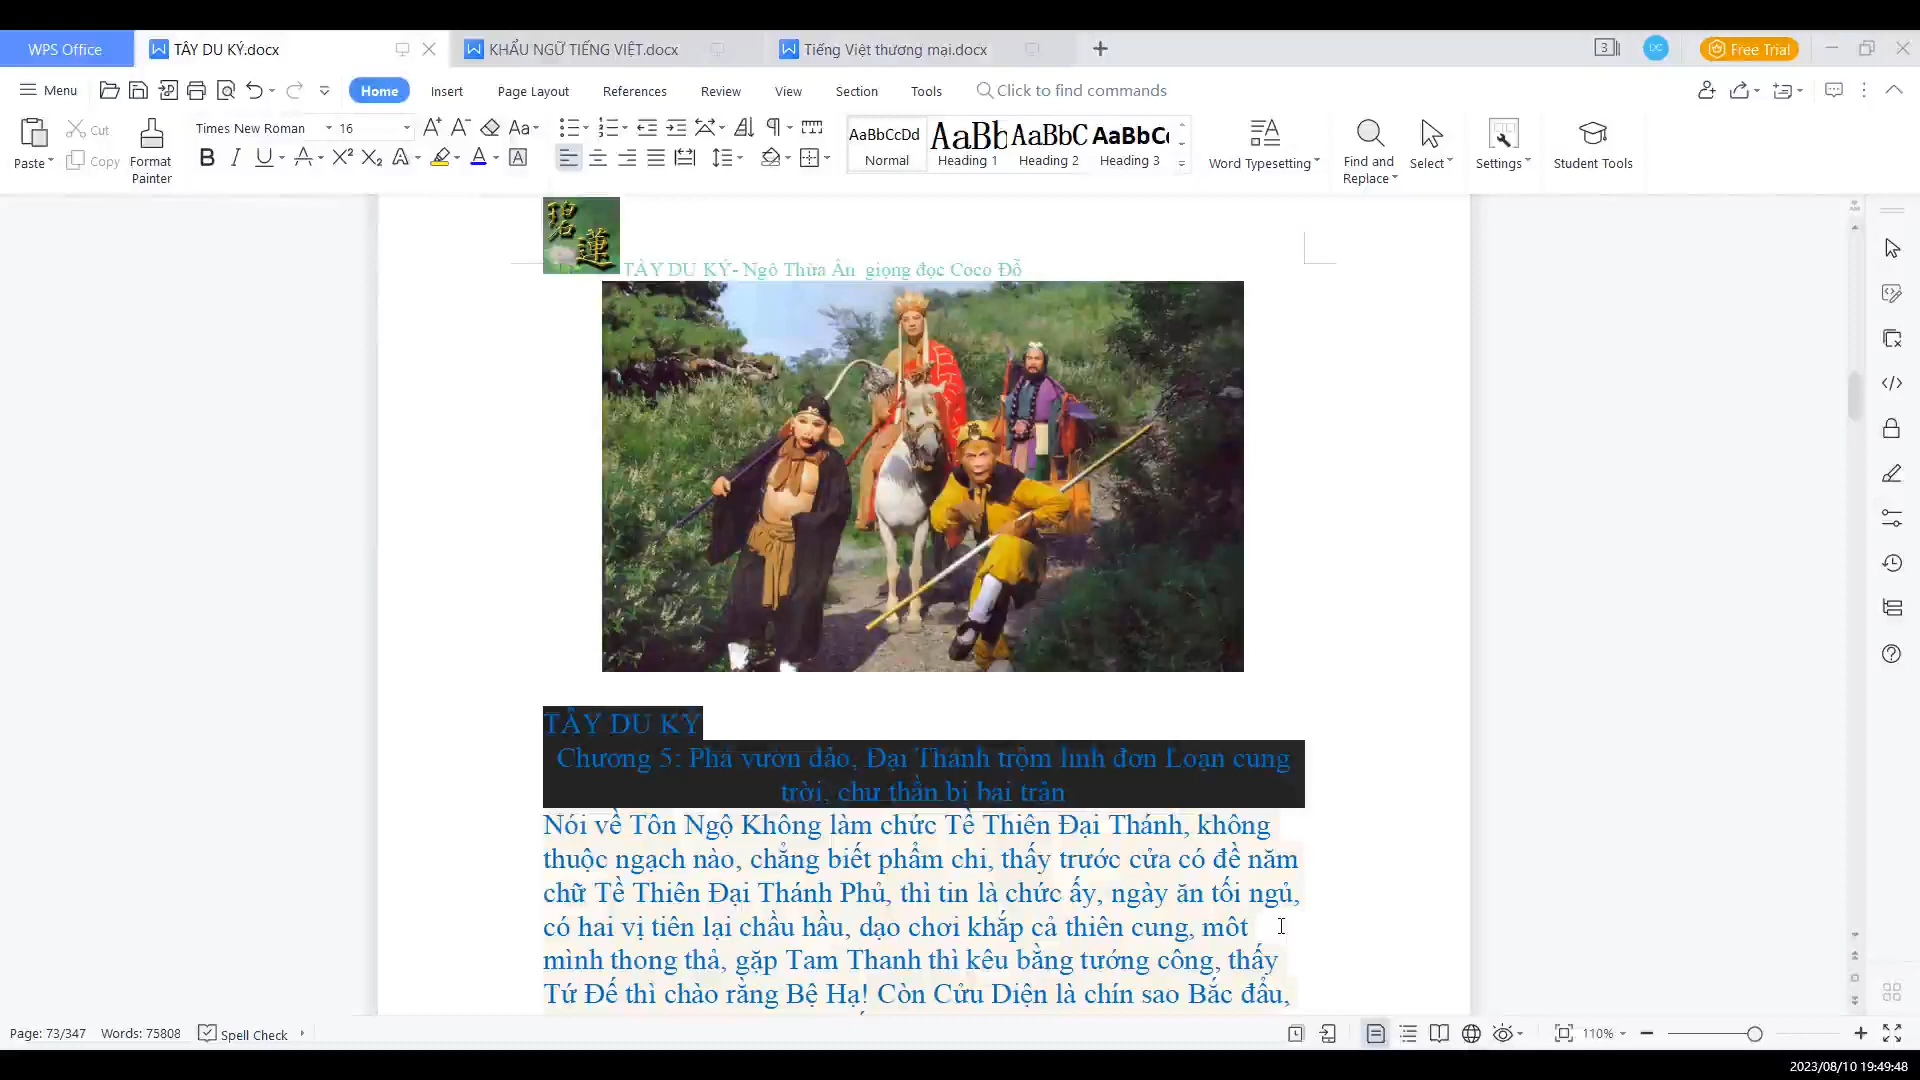 WPS Office
TÂY DU KÝ.docx
KHẨU NGỮ TIẾNG VIỆT.docx
Tiếng Việt thương mại.docx
3
DC
Free Trial
Menu
Home
Insert
Page Layout
References
Review
View
Section
Tools
Click to find commands
Paste
Cut
Copy
Format
Painter
Times New Roman
16
AaBbCcDd
Normal
AaBb
Heading 1
AaBbC
Heading 2
AaBbCc
Heading 3
Word Typesetting
Find and
Replace
Select
Settings
Student Tools
碧
蓮
TÂY DU KÝ- Ngô Thừa Ân giọng đọc Coco Đỗ
TÂY DU KÝ
Chương 5: Phá vườn đào, Đại Thánh trộm linh đơn Loạn cung
trời, chư thần bị bại trận
Nói về Tôn Ngộ Không làm chức Tề Thiên Đại Thánh, không
thuộc ngạch nào, chẳng biết phẩm chi, thấy trước cửa có đề năm
chữ Tề Thiên Đại Thánh Phủ, thì tin là chức ấy, ngày ăn tối ngủ,
có hai vị tiên lại chầu hầu, dạo chơi khắp cả thiên cung, một
mình thong thả, gặp Tam Thanh thì kêu bằng tướng công, thấy
Tứ Đế thì chào rằng Bệ Hạ! Còn Cửu Diện là chín sao Bắc đẩu,
Page: 73/347
Words: 75808
Spell Check
110%
2023/08/10 19:49:48